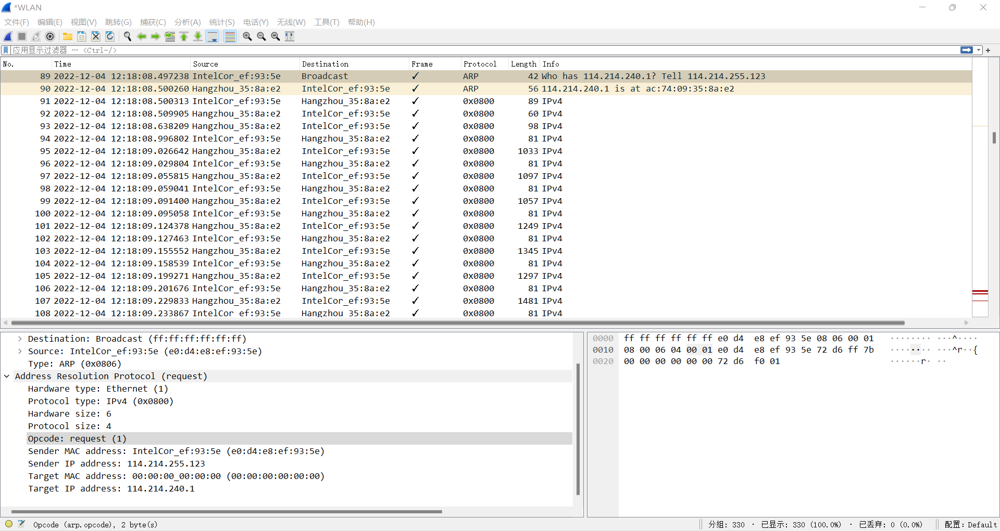 *WLAN
文件(F) 编辑(E) 视图(V) 跳转(G) 捕获(C) 分析(A) 统计(S) 电话(Y) 无线(W) 工具(T) 帮助(H)
应用显示过滤器 … <Ctrl-/>
No. Time Source Destination Frame Protocol Length Info
89 2022-12-04 12:18:08.497238 IntelCor_ef:93:5e Broadcast ✓ ARP 42 Who has 114.214.240.1? Tell 114.214.255.123
90 2022-12-04 12:18:08.500260 Hangzhou_35:8a:e2 IntelCor_ef:93:5e ✓ ARP 56 114.214.240.1 is at ac:74:09:35:8a:e2
91 2022-12-04 12:18:08.500313 IntelCor_ef:93:5e Hangzhou_35:8a:e2 ✓ 0x0800 89 IPv4
92 2022-12-04 12:18:08.509905 Hangzhou_35:8a:e2 IntelCor_ef:93:5e ✓ 0x0800 60 IPv4
93 2022-12-04 12:18:08.638209 Hangzhou_35:8a:e2 IntelCor_ef:93:5e ✓ 0x0800 98 IPv4
94 2022-12-04 12:18:08.996802 IntelCor_ef:93:5e Hangzhou_35:8a:e2 ✓ 0x0800 81 IPv4
95 2022-12-04 12:18:09.026642 Hangzhou_35:8a:e2 IntelCor_ef:93:5e ✓ 0x0800 1033 IPv4
96 2022-12-04 12:18:09.029804 IntelCor_ef:93:5e Hangzhou_35:8a:e2 ✓ 0x0800 81 IPv4
97 2022-12-04 12:18:09.055815 Hangzhou_35:8a:e2 IntelCor_ef:93:5e ✓ 0x0800 1097 IPv4
98 2022-12-04 12:18:09.059041 IntelCor_ef:93:5e Hangzhou_35:8a:e2 ✓ 0x0800 81 IPv4
99 2022-12-04 12:18:09.091400 Hangzhou_35:8a:e2 IntelCor_ef:93:5e ✓ 0x0800 1057 IPv4
100 2022-12-04 12:18:09.095058 IntelCor_ef:93:5e Hangzhou_35:8a:e2 ✓ 0x0800 81 IPv4
101 2022-12-04 12:18:09.124378 Hangzhou_35:8a:e2 IntelCor_ef:93:5e ✓ 0x0800 1249 IPv4
102 2022-12-04 12:18:09.127463 IntelCor_ef:93:5e Hangzhou_35:8a:e2 ✓ 0x0800 81 IPv4
103 2022-12-04 12:18:09.155552 Hangzhou_35:8a:e2 IntelCor_ef:93:5e ✓ 0x0800 1345 IPv4
104 2022-12-04 12:18:09.158539 IntelCor_ef:93:5e Hangzhou_35:8a:e2 ✓ 0x0800 81 IPv4
105 2022-12-04 12:18:09.199271 Hangzhou_35:8a:e2 IntelCor_ef:93:5e ✓ 0x0800 1297 IPv4
106 2022-12-04 12:18:09.201676 IntelCor_ef:93:5e Hangzhou_35:8a:e2 ✓ 0x0800 81 IPv4
107 2022-12-04 12:18:09.229833 Hangzhou_35:8a:e2 IntelCor_ef:93:5e ✓ 0x0800 1481 IPv4
108 2022-12-04 12:18:09.233867 IntelCor_ef:93:5e Hangzhou_35:8a:e2 ✓ 0x0800 81 IPv4
Destination: Broadcast (ff:ff:ff:ff:ff:ff)
Source: IntelCor_ef:93:5e (e0:d4:e8:ef:93:5e)
Type: ARP (0x0806)
Address Resolution Protocol (request)
Hardware type: Ethernet (1)
Protocol type: IPv4 (0x0800)
Hardware size: 6
Protocol size: 4
Opcode: request (1)
Sender MAC address: IntelCor_ef:93:5e (e0:d4:e8:ef:93:5e)
Sender IP address: 114.214.255.123
Target MAC address: 00:00:00_00:00:00 (00:00:00:00:00:00)
Target IP address: 114.214.240.1
0000 ff ff ff ff ff ff e0 d4 e8 ef 93 5e 08 06 00 01 ········ ···^····
0010 08 00 06 04 00 01 e0 d4 e8 ef 93 5e 72 d6 ff 7b ········ ···^r··{
0020 00 00 00 00 00 00 72 d6 f0 01 ······r· ··
Opcode (arp.opcode), 2 byte(s)
分组: 330 · 已显示: 330 (100.0%) · 已丢弃: 0 (0.0%)
配置: Default